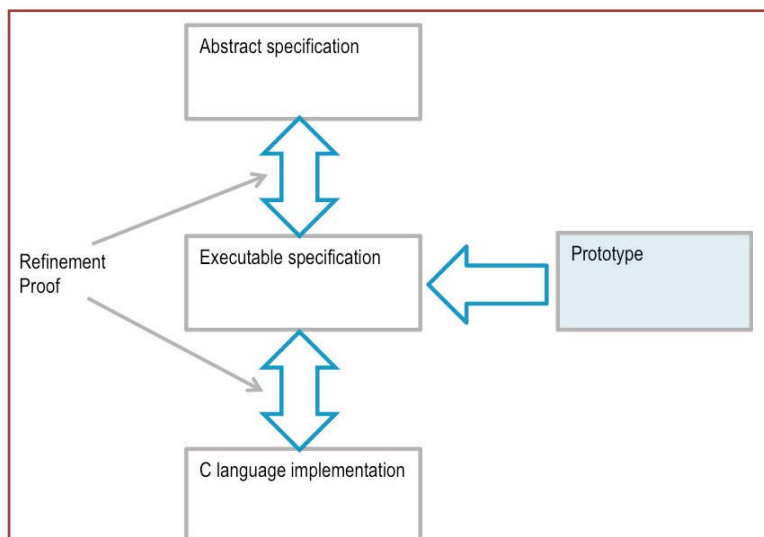 Abstract specification
Refinement
Proof
Executable specification
Prototype
C language implementation